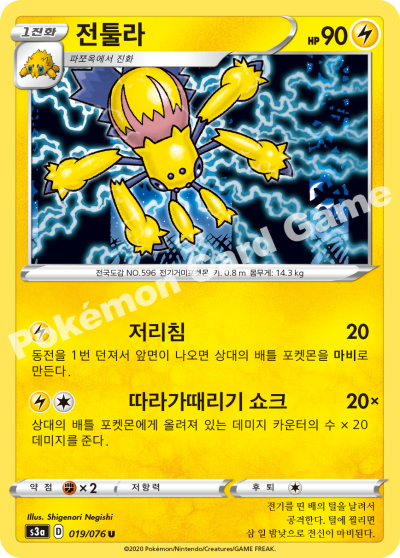 1진화 전툴라 HP 90
파쪼옥에서 진화
전국도감 NO.596 전기거미포켓몬 키: 0.8 m 몸무게: 14.3 kg
Pokémon Card Game
저리침 20
동전을 1번 던져서 앞면이 나오면 상대의 배틀 포켓몬을 마비로
만든다.
따라가때리기 쇼크 20×
상대의 배틀 포켓몬에게 올려져 있는 데미지 카운터의 수 × 20
데미지를 준다.
약점 ×2 저항력 후퇴
Illus. Shigenori Negishi
s3a D 019/076 U
전기를 띤 배의 털을 날려서
공격한다. 털에 찔리면
삼 일 밤낮으로 전신이 마비된다.
©2020 Pokémon/Nintendo/Creatures/GAME FREAK.